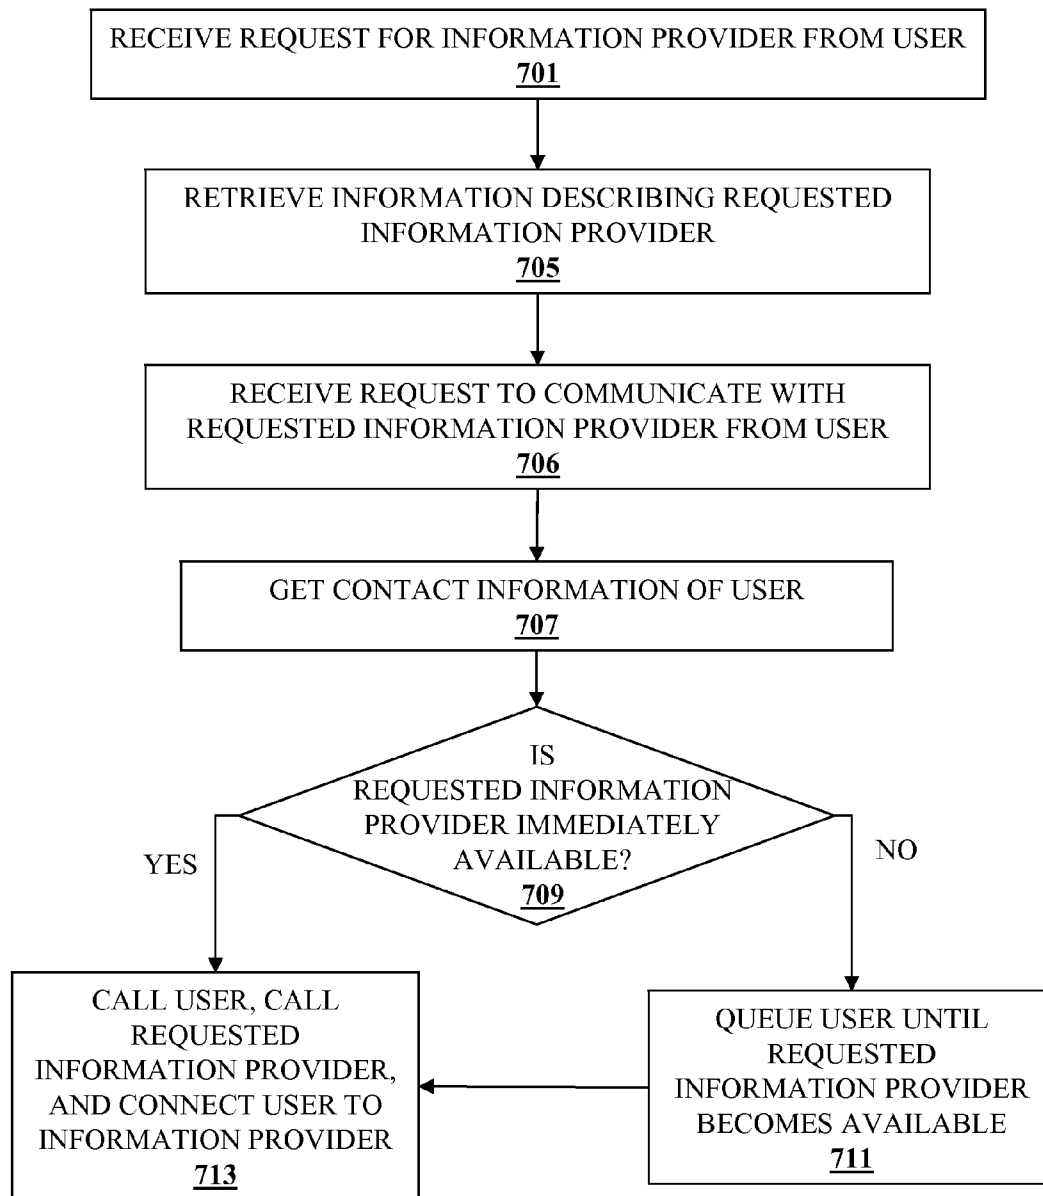 RECEIVE REQUEST FOR INFORMATION PROVIDER FROM USER
701
RETRIEVE INFORMATION DESCRIBING REQUESTED
INFORMATION PROVIDER
705
RECEIVE REQUEST TO COMMUNICATE WITH
REQUESTED INFORMATION PROVIDER FROM USER
706
GET CONTACT INFORMATION OF USER
707
IS
REQUESTED INFORMATION
PROVIDER IMMEDIATELY
AVAILABLE?
709
YES
NO
CALL USER, CALL
REQUESTED
INFORMATION PROVIDER,
AND CONNECT USER TO
INFORMATION PROVIDER
713
QUEUE USER UNTIL
REQUESTED
INFORMATION PROVIDER
BECOMES AVAILABLE
711